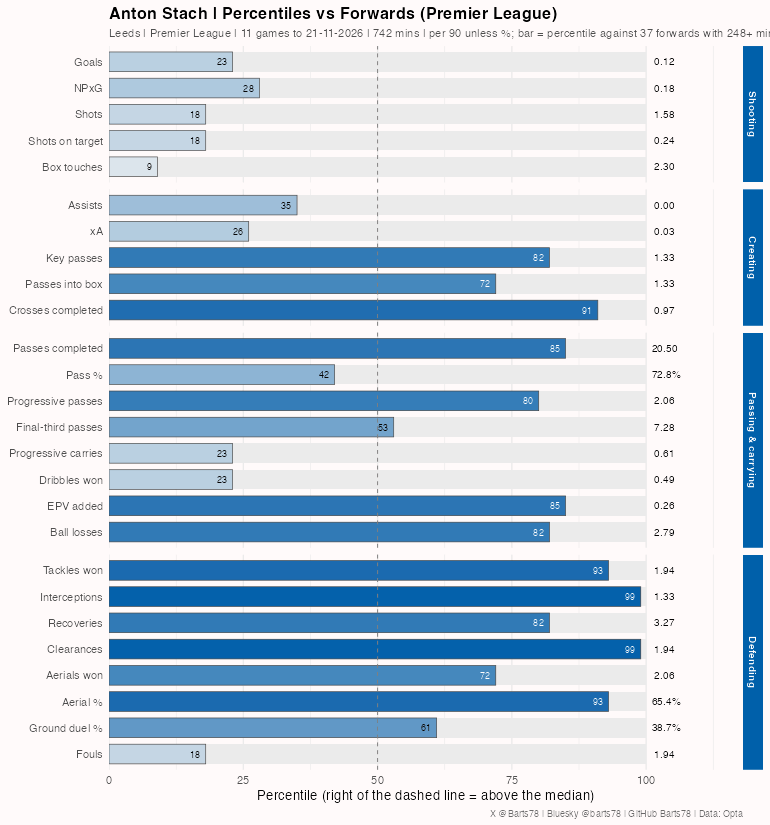 Anton Stach | Percentiles vs Forwards (Premier League)
Leeds | Premier League | 11 games to 21-11-2026 | 742 mins | per 90 unless %; bar = percentile against 37 forwards with 248+ min
Goals 23 0.12
NPxG 28 0.18
Shots 18 1.58
Shots on target 18 0.24
Box touches 9 2.30
Shooting
Assists 35 0.00
xA 26 0.03
Key passes 82 1.33
Passes into box 72 1.33
Crosses completed 91 0.97
Creating
Passes completed 85 20.50
Pass % 42 72.8%
Progressive passes 80 2.06
Final-third passes 53 7.28
Progressive carries 23 0.61
Dribbles won 23 0.49
EPV added 85 0.26
Ball losses 82 2.79
Passing & carrying
Tackles won 93 1.94
Interceptions 99 1.33
Recoveries 82 3.27
Clearances 99 1.94
Aerials won 72 2.06
Aerial % 93 65.4%
Ground duel % 61 38.7%
Fouls 18 1.94
Defending
0 25 50 75 100
Percentile (right of the dashed line = above the median)
X @Barts78 | Bluesky @barts78 | GitHub Barts78 | Data: Opta